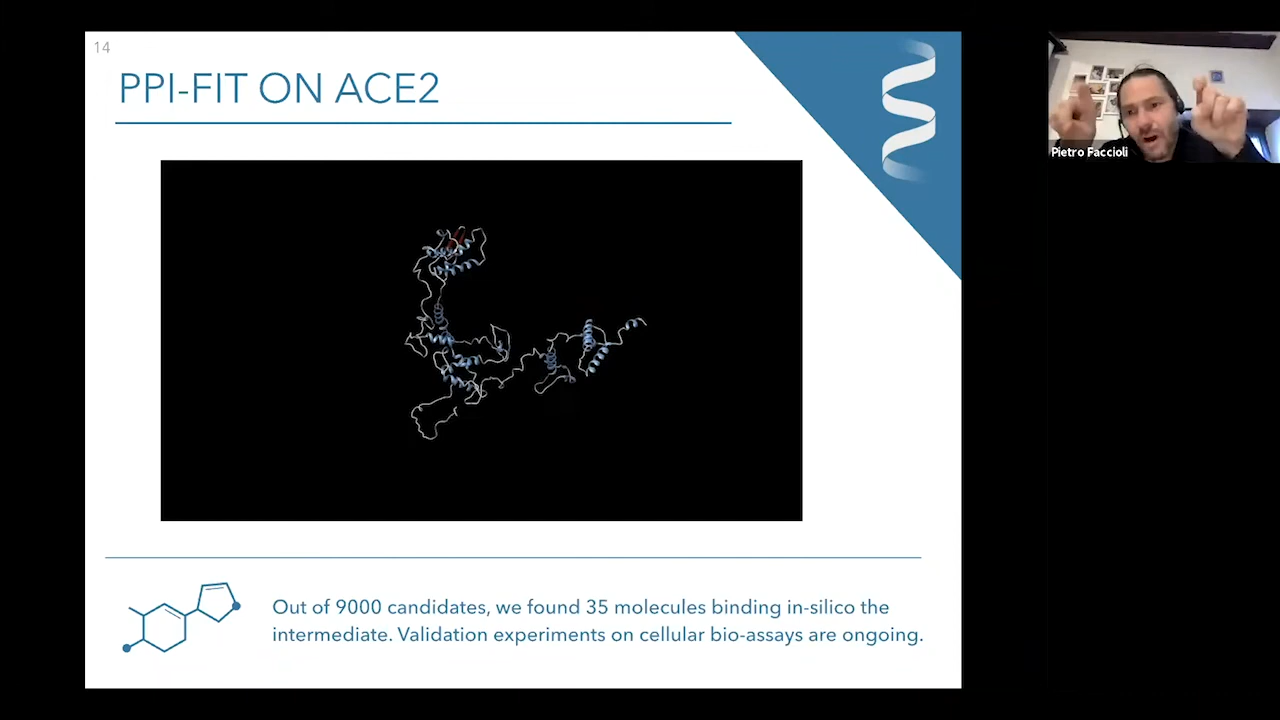 14
PPI-FIT ON ACE2
Pietro Faccioli
Out of 9000 candidates, we found 35 molecules binding in-silico the
intermediate. Validation experiments on cellular bio-assays are ongoing.